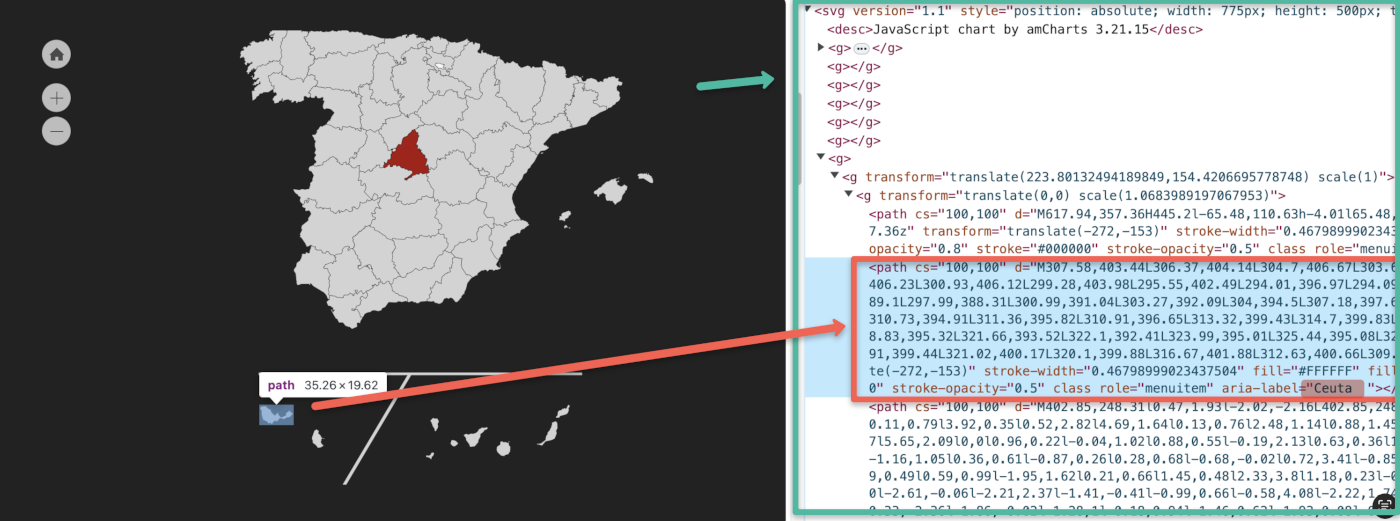 path 35.26 × 19.62
<svg version="1.1" style="position: absolute; width: 775px; height: 500px; t
<desc>JavaScript chart by amCharts 3.21.15</desc>
▶<g>⋯</g>
<g></g>
<g></g>
<g></g>
<g></g>
<g></g>
▼<g>
▼<g transform="translate(223.80132494189849,154.4206695778748) scale(1)">
▼<g transform="translate(0,0) scale(1.0683989197067953)">
<path cs="100,100" d="M617.94,357.36H445.2l-65.48,110.63h-4.01l65.48,
7.36z" transform="translate(-272,-153)" stroke-width="0.4679899902343
opacity="0.8" stroke="#000000" stroke-opacity="0.5" class role="menui
<path cs="100,100" d="M307.58,403.44L306.37,404.14L304.7,406.67L303.6
406.23L300.93,406.12L299.28,403.98L295.55,402.49L294.01,396.97L294.09
89.1L297.99,388.31L300.99,391.04L303.27,392.09L304,394.5L307.18,397.6
310.73,394.91L311.36,395.82L310.91,396.65L313.32,399.43L314.7,399.83L
8.83,395.32L321.66,393.52L322.1,392.41L323.99,395.01L325.44,395.08L32
91,399.44L321.02,400.17L320.1,399.88L316.67,401.88L312.63,400.66L309.
te(-272,-153)" stroke-width="0.46798999023437504" fill="#FFFFFF" fill
0" stroke-opacity="0.5" class role="menuitem" aria-label="Ceuta "></
<path cs="100,100" d="M402.85,248.31l0.47,1.93l-2.02,-2.16L402.85,248
0.11,0.79l3.92,0.35l0.52,2.82l4.69,1.64l0.13,0.76l2.48,1.14l0.88,1.45
7l5.65,2.09l0,0l0.96,0.22l-0.04,1.02l0.88,0.55l-0.19,2.13l0.63,0.36l1
-1.16,1.05l0.36,0.61l-0.87,0.26l0.28,0.68l-0.68,-0.02l0.72,3.41l-0.85
9,0.49l0.59,0.99l-1.95,1.62l0.21,0.66l1.45,0.48l2.33,3.8l1.18,0.23l-0
0l-2.61,-0.06l-2.21,2.37l-1.41,-0.41l-0.99,0.66l-0.58,4.08l-2.22,1.74